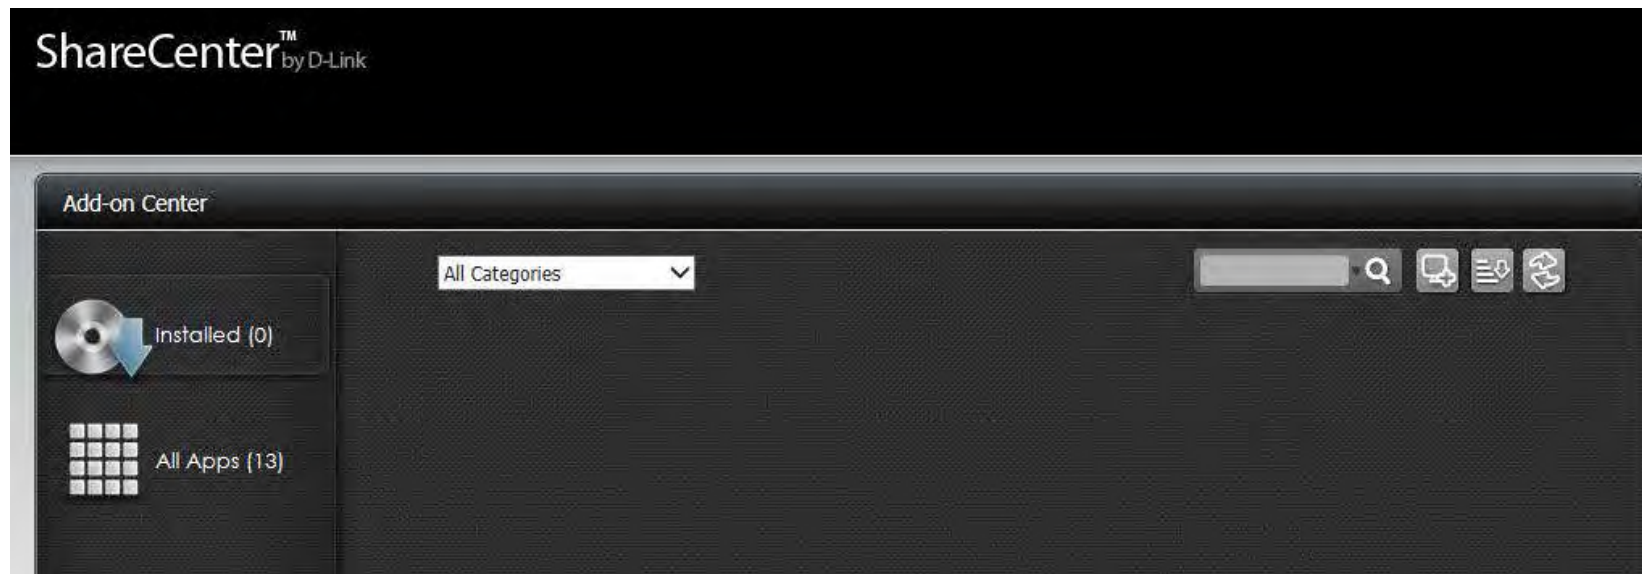 ShareCenter™ by D-Link
Add-on Center
All Categories
Installed (0)
All Apps (13)